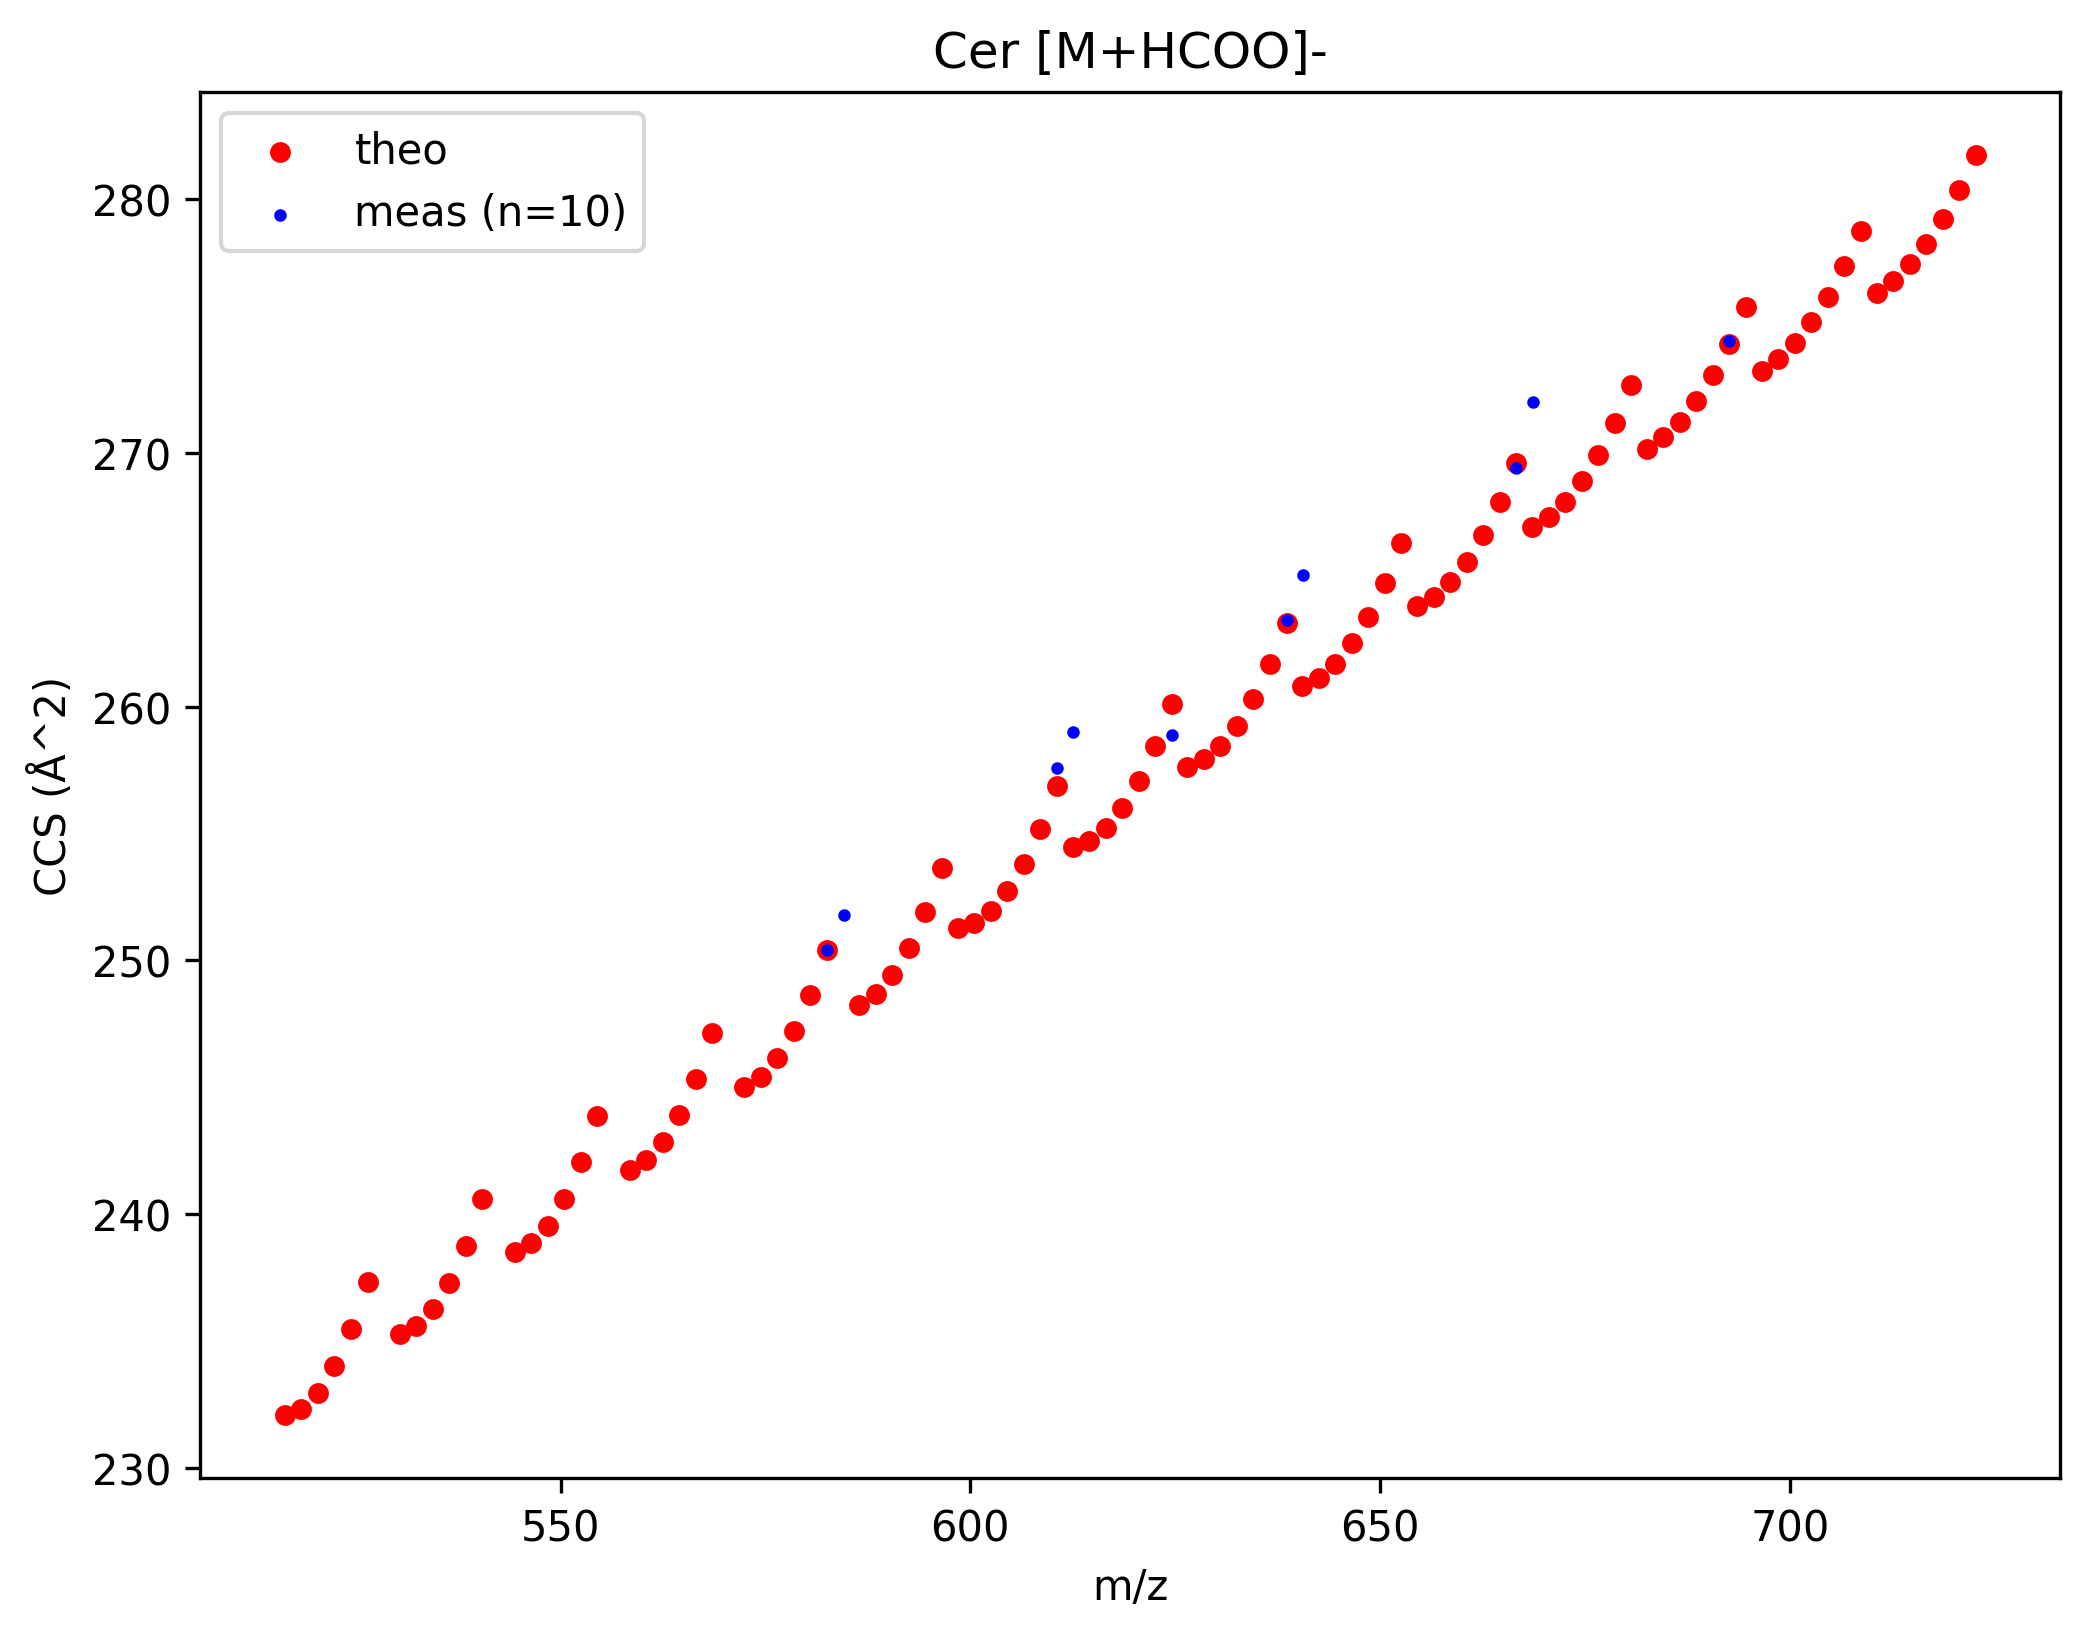 Cer [M+HCOO]-
theo
meas (n=10)
280
270
260
250
240
230
CCS (Å^2)
550 600 650 700
m/z